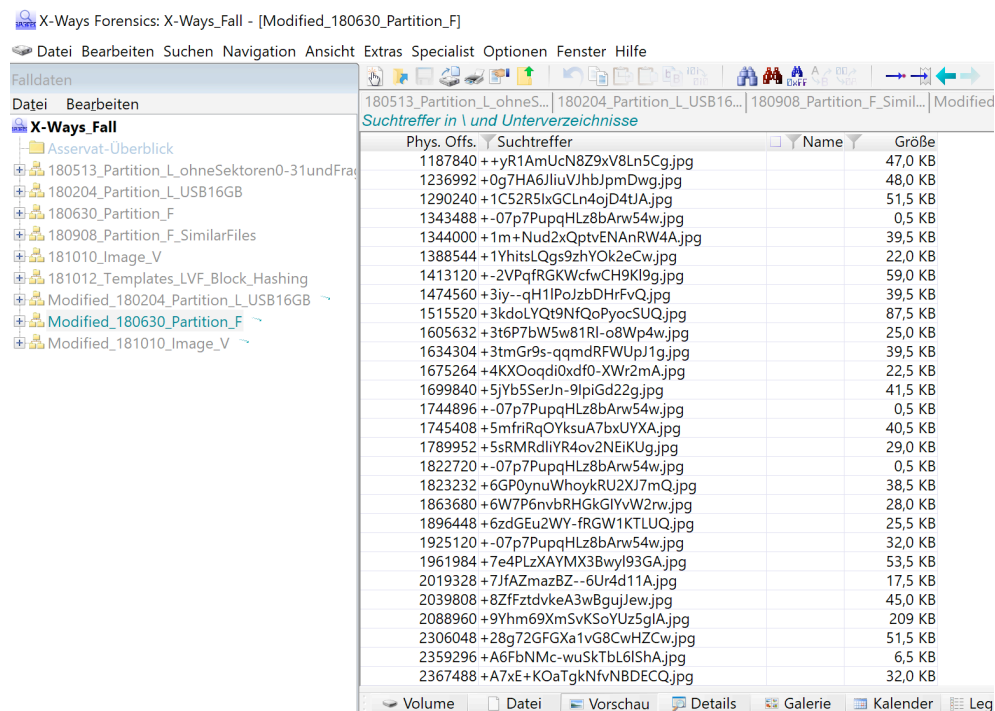 X-Ways Forensics: X-Ways_Fall - [Modified_180630_Partition_F]
Datei Bearbeiten Suchen Navigation Ansicht Extras Specialist Optionen Fenster Hilfe
Falldaten
Datei Bearbeiten
X-Ways_Fall
Asservat-Überblick
180513_Partition_L_ohneSektoren0-31undFrag
180204_Partition_L_USB16GB
180630_Partition_F
180908_Partition_F_SimilarFiles
181010_Image_V
181012_Templates_LVF_Block_Hashing
Modified_180204_Partition_L_USB16GB
Modified_180630_Partition_F
Modified_181010_Image_V
180513_Partition_L_ohneS... 180204_Partition_L_USB16... 180908_Partition_F_Simil... Modified
Suchtreffer in \ und Unterverzeichnisse
Phys. Offs. Suchtreffer Name Größe
1187840 ++yR1AmUcN8Z9xV8Ln5Cg.jpg 47,0 KB
1236992 +0g7HA6JliuVJhbJpmDwg.jpg 48,0 KB
1290240 +1C52R5IxGCLn4ojD4tJA.jpg 51,5 KB
1343488 +-07p7PupqHLz8bArw54w.jpg 0,5 KB
1344000 +1m+Nud2xQptvENAnRW4A.jpg 39,5 KB
1388544 +1YhitsLQgs9zhYOk2eCw.jpg 22,0 KB
1413120 +-2VPqfRGKWcfwCH9Kl9g.jpg 59,0 KB
1474560 +3iy--qH1lPoJzbDHrFvQ.jpg 39,5 KB
1515520 +3kdoLYQt9NfQoPyocSUQ.jpg 87,5 KB
1605632 +3t6P7bW5w81Rl-o8Wp4w.jpg 25,0 KB
1634304 +3tmGr9s-qqmdRFWUpJ1g.jpg 39,5 KB
1675264 +4KXOoqdi0xdf0-XWr2mA.jpg 22,5 KB
1699840 +5jYb5SerJn-9IpiGd22g.jpg 41,5 KB
1744896 +-07p7PupqHLz8bArw54w.jpg 0,5 KB
1745408 +5mfriRqOYksuA7bxUYXA.jpg 40,5 KB
1789952 +5sRMRdliYR4ov2NEiKUg.jpg 29,0 KB
1822720 +-07p7PupqHLz8bArw54w.jpg 0,5 KB
1823232 +6GP0ynuWhoykRU2XJ7mQ.jpg 38,5 KB
1863680 +6W7P6nvbRHGkGlYvW2rw.jpg 28,0 KB
1896448 +6zdGEu2WY-fRGW1KTLUQ.jpg 25,5 KB
1925120 +-07p7PupqHLz8bArw54w.jpg 32,0 KB
1961984 +7e4PLzXAYMX3Bwyl93GA.jpg 53,5 KB
2019328 +7JfAZmazBZ--6Ur4d11A.jpg 17,5 KB
2039808 +8ZfFztdvkeA3wBgujJew.jpg 45,0 KB
2088960 +9Yhm69XmSvKSoYUz5glA.jpg 209 KB
2306048 +28g72GFGXa1vG8CwHZCw.jpg 51,5 KB
2359296 +A6FbNMc-wuSkTbL6lShA.jpg 6,5 KB
2367488 +A7xE+KOaTgkNfvNBDECQ.jpg 32,0 KB
Volume Datei Vorschau Details Galerie Kalender Leg